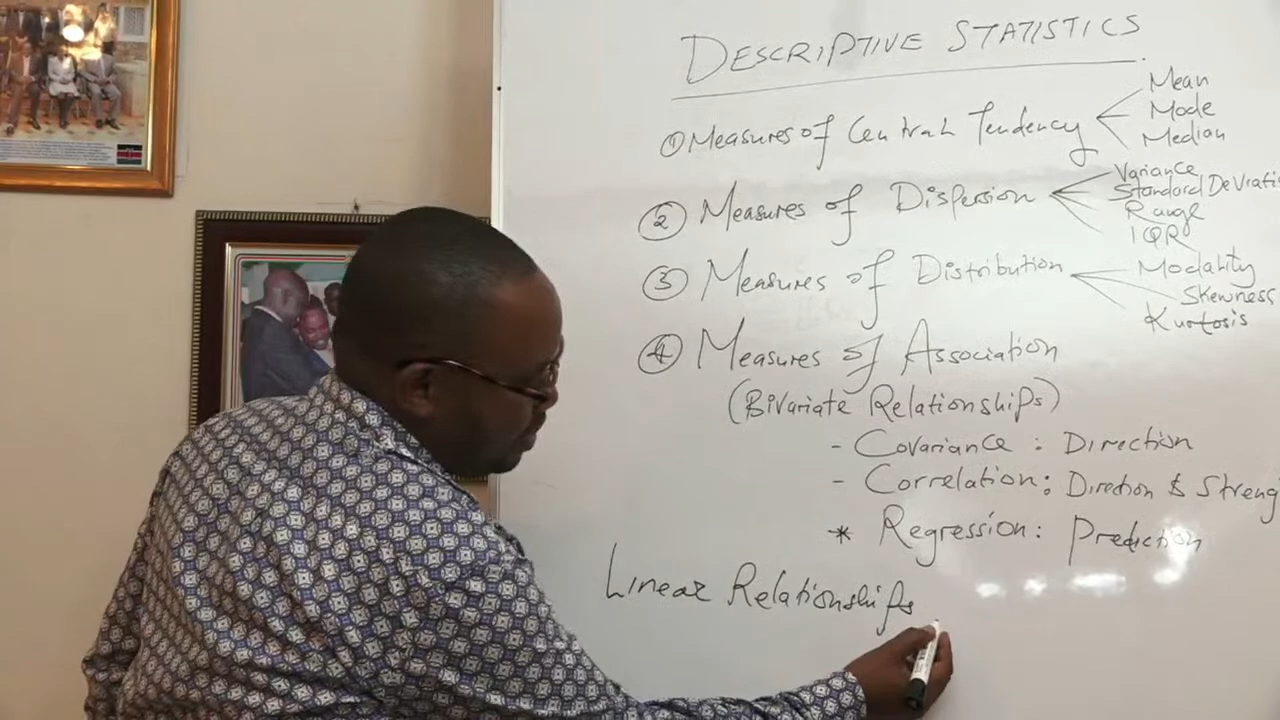 DESCRIPTIVE STATISTICS
① Measures of Central Tendency
Mean
Mode
Median
② Measures of Dispersion
Variance
Standard Deviati
Range
IQR
③ Measures of Distribution
Modality
Skewness
Kurtosis
④ Measures of Association
(Bivariate Relationships)
- Covariance : Direction
- Correlation: Direction & Streng
* Regression: Prediction
Linear Relationships